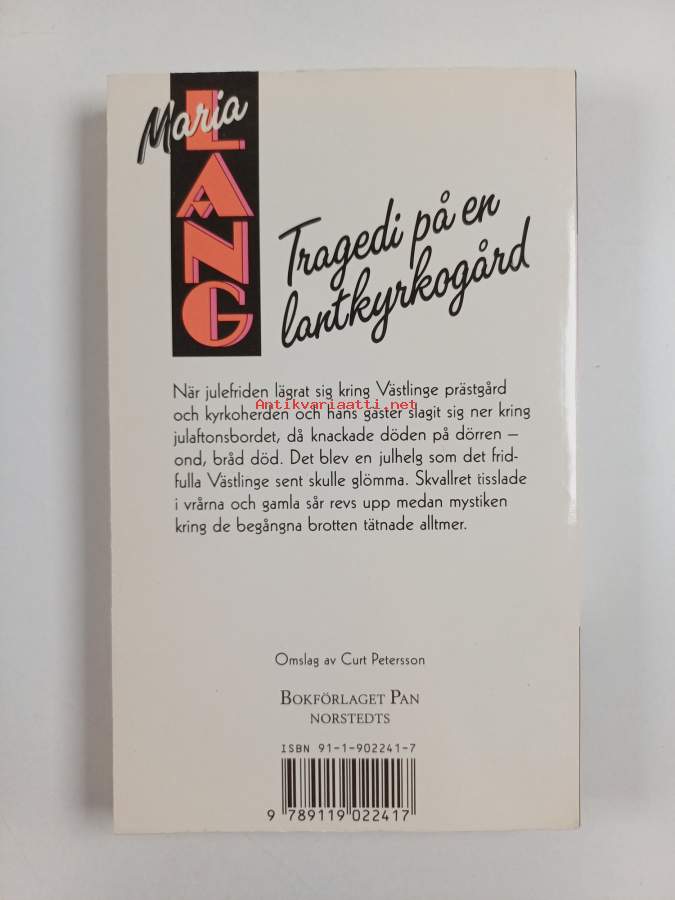 Maria
LANG
Tragedi på en
lantkyrkogård
När julefriden lägrat sig kring Västlinge prästgård
och kyrkoherden och hans gäster slagit sig ner kring
Antikvariaatti.net
julaftonsbordet, då knackade döden på dörren –
ond, bråd död. Det blev en julhelg som det frid-
fulla Västlinge sent skulle glömma. Skvallret tisslade
i vrårna och gamla sår revs upp medan mystiken
kring de begångna brotten tätnade alltmer.
Omslag av Curt Petersson
BOKFÖRLAGET PAN
NORSTEDTS
ISBN 91-1-902241-7
9 789119 022417